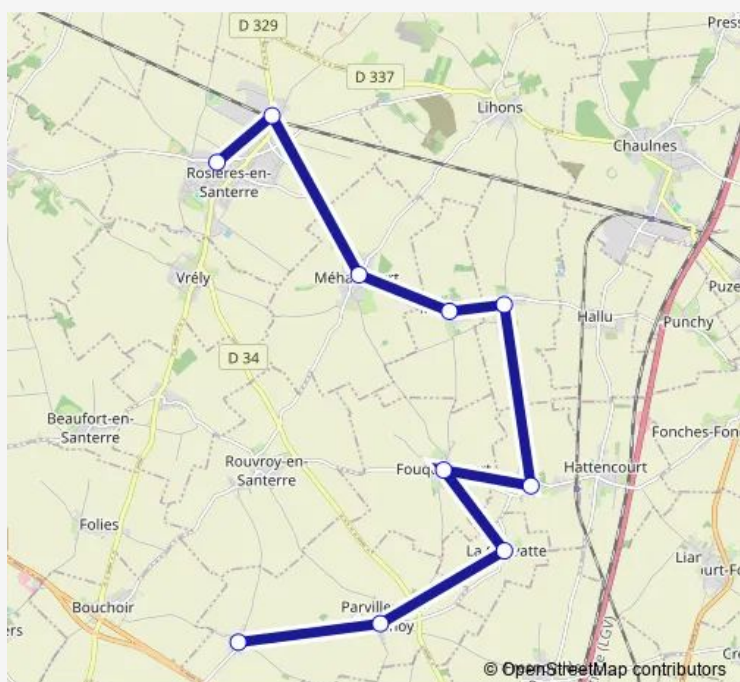 D 329
Press
D 337
Lihons
Chaulnes
Rosières-en-
Santerre
Vrély
Puze
Hallu
Punchy
D 34
Beaufort-en-
Santerre
Fonches-Fon
Rouvroy-en-
Santerre
Hattencourt
Folies
Liar
Bouchoir
Parville
(LGV)
© OpenStreetMap contributors